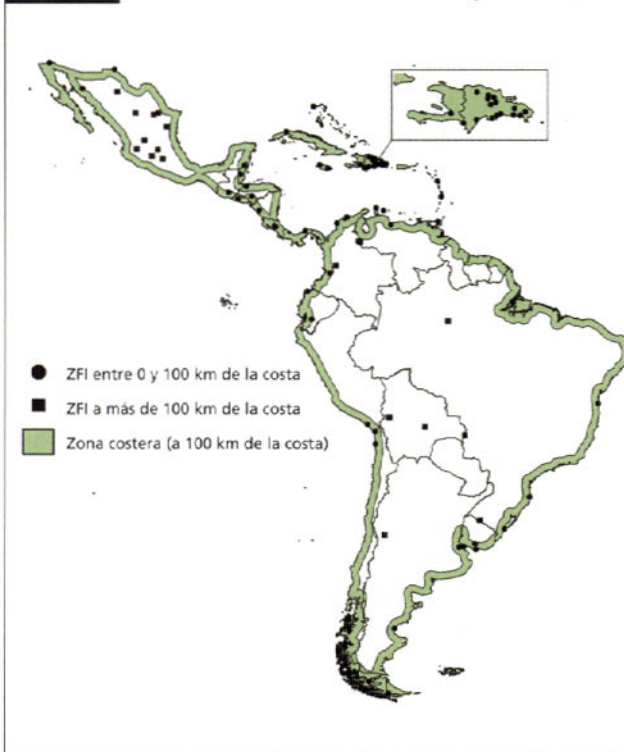 ZFI entre 0 y 100 km de la costa
ZFI a más de 100 km de la costa
Zona costera (a 100 km de la costa)